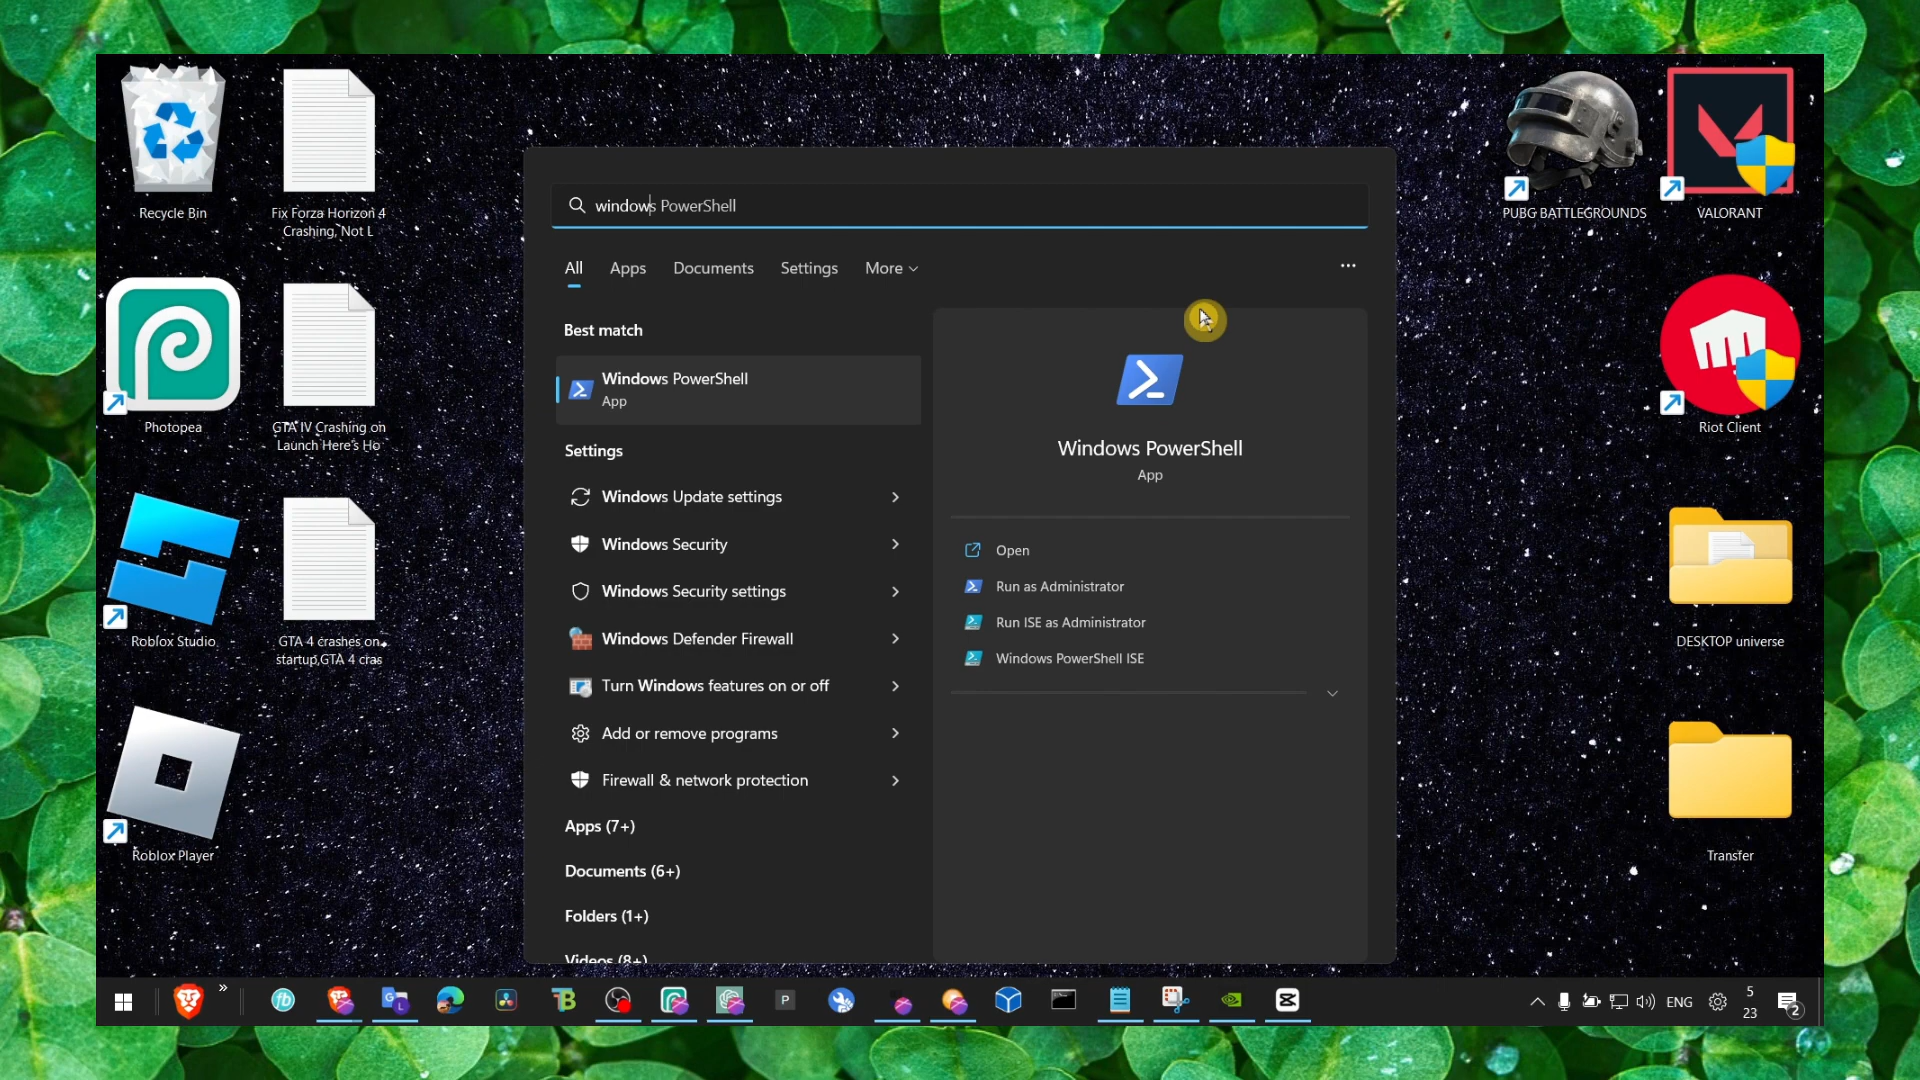 Recycle Bin
Fix Forza Horizon 4
Crashing, Not L
Photopea
GTA IV Crashing on
Launch Here's Ho
Roblox Studio
GTA 4 crashes on
startup,GTA 4 cras
Roblox Player
windows PowerShell
All
Apps
Documents
Settings
More
Best match
Windows PowerShell
App
Settings
Windows Update settings
Windows Security
Windows Security settings
Windows Defender Firewall
Turn Windows features on or off
Add or remove programs
Firewall & network protection
Apps (7+)
Documents (6+)
Folders (1+)
Videos (8+)
Windows PowerShell
App
Open
Run as Administrator
Run ISE as Administrator
Windows PowerShell ISE
PUBG BATTLEGROUNDS
VALORANT
Riot Client
DESKTOP universe
Transfer
fb
G
L
TB
P
ENG
5
23
2